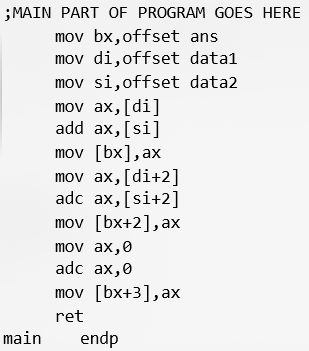 ;MAIN PART OF PROGRAM GOES HERE
mov bx,offset ans
mov di,offset data1
mov si,offset data2
mov ax,[di]
add ax,[si]
mov [bx],ax
mov ax,[di+2]
adc ax,[si+2]
mov [bx+2],ax
mov ax,0
adc ax,0
mov [bx+3],ax
ret
main endp